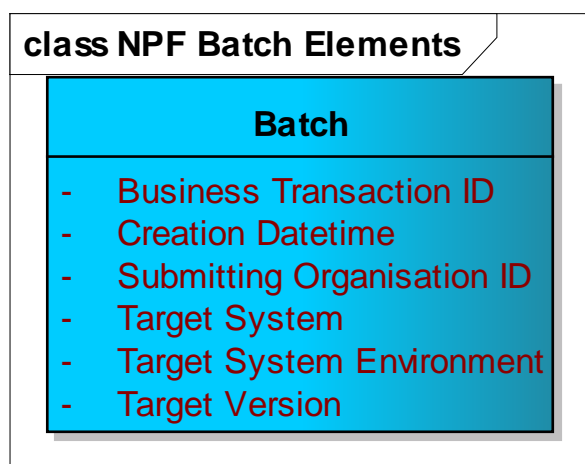 class NPF Batch Elements
Batch
- Business Transaction ID
- Creation Datetime
- Submitting Organisation ID
- Target System
- Target System Environment
- Target Version